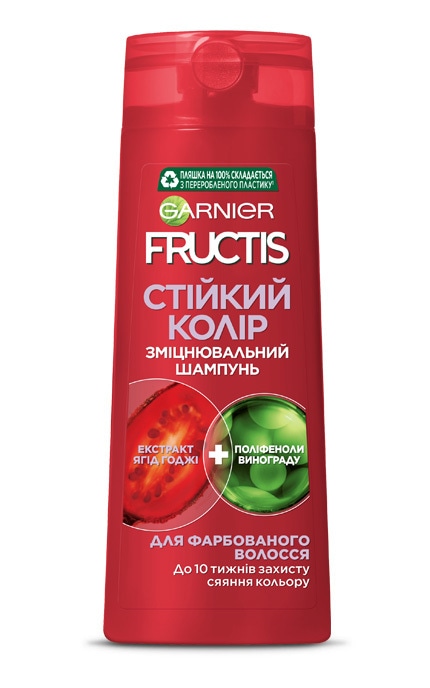 ПЛЯШКА НА 100% СКЛАДАЄТЬСЯ
З ПЕРЕРОБЛЕНОГО ПЛАСТИКУ¹
GARNIER
FRUCTIS
СТІЙКИЙ
КОЛІР
ЗМІЦНЮВАЛЬНИЙ
ШАМПУНЬ
ЕКСТРАКТ
ЯГІД ГОДЖІ
+
ПОЛІФЕНОЛИ
ВИНОГРАДУ
ДЛЯ ФАРБОВАНОГО
ВОЛОССЯ
До 10 тижнів захисту
сяяння кольору